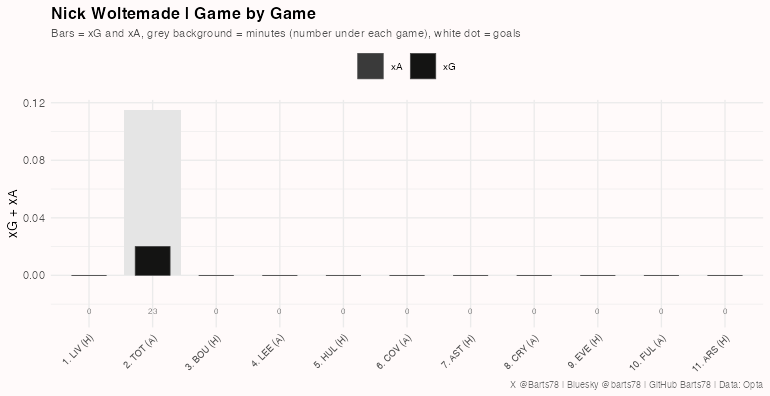 Nick Woltemade | Game by Game
Bars = xG and xA, grey background = minutes (number under each game), white dot = goals
xA xG
xG + xA
0.12
0.08
0.04
0.00
0 23 0 0 0 0 0 0 0 0 0
1. LIV (H) 2. TOT (A) 3. BOU (H) 4. LEE (A) 5. HUL (H) 6. COV (A) 7. AST (H) 8. CRY (A) 9. EVE (H) 10. FUL (A) 11. ARS (H)
X @Barts78 | Bluesky @barts78 | GitHub Barts78 | Data: Opta